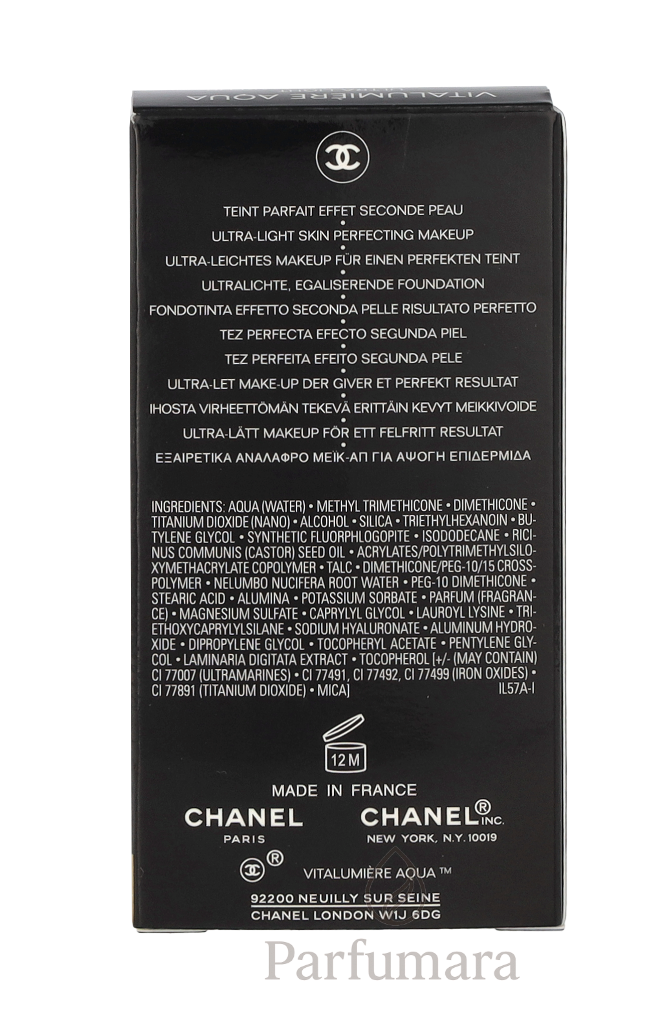 VITALUMIÈRE AQUA
TEINT PARFAIT EFFET SECONDE PEAU
•
ULTRA-LIGHT SKIN PERFECTING MAKEUP
•
ULTRA-LEICHTES MAKEUP FÜR EINEN PERFEKTEN TEINT
•
ULTRALICHTE, EGALISERENDE FOUNDATION
•
FONDOTINTA EFFETTO SECONDA PELLE RISULTATO PERFETTO
•
TEZ PERFECTA EFECTO SEGUNDA PIEL
•
TEZ PERFEITA EFEITO SEGUNDA PELE
•
ULTRA-LET MAKE-UP DER GIVER ET PERFEKT RESULTAT
•
IHOSTA VIRHEETTÖMÄN TEKEVÄ ERITTÄIN KEVYT MEIKKIVOIDE
•
ULTRA-LÄTT MAKEUP FÖR ETT FELFRITT RESULTAT
•
ΕΞΑΙΡΕΤΙΚΑ ΑΝΑΛΑΦΡΟ ΜΕΪΚ-ΑΠ ΓΙΑ ΑΨΟΓΗ ΕΠΙΔΕΡΜΙΔΑ
INGREDIENTS: AQUA (WATER) • METHYL TRIMETHICONE • DIMETHICONE •
TITANIUM DIOXIDE (NANO) • ALCOHOL • SILICA • TRIETHYLHEXANOIN • BU-
TYLENE GLYCOL • SYNTHETIC FLUORPHLOGOPITE • ISODODECANE • RICI-
NUS COMMUNIS (CASTOR) SEED OIL • ACRYLATES/POLYTRIMETHYLSILO-
XYMETHACRYLATE COPOLYMER • TALC • DIMETHICONE/PEG-10/15 CROSS-
POLYMER • NELUMBO NUCIFERA ROOT WATER • PEG-10 DIMETHICONE •
STEARIC ACID • ALUMINA • POTASSIUM SORBATE • PARFUM (FRAGRAN-
CE) • MAGNESIUM SULFATE • CAPRYLYL GLYCOL • LAUROYL LYSINE • TRI-
ETHOXYCAPRYLYLSILANE • SODIUM HYALURONATE • ALUMINUM HYDRO-
XIDE • DIPROPYLENE GLYCOL • TOCOPHERYL ACETATE • PENTYLENE GLY-
COL • LAMINARIA DIGITATA EXTRACT • TOCOPHEROL [+/- (MAY CONTAIN)
CI 77007 (ULTRAMARINES) • CI 77491, CI 77492, CI 77499 (IRON OXIDES) •
CI 77891 (TITANIUM DIOXIDE) • MICA] IL57A-I
12 M
MADE IN FRANCE
CHANEL CHANEL® INC.
PARIS NEW YORK, N.Y. 10019
® VITALUMIÈRE AQUA ™
92200 NEUILLY SUR SEINE
CHANEL LONDON W1J 6DG
Parfumara